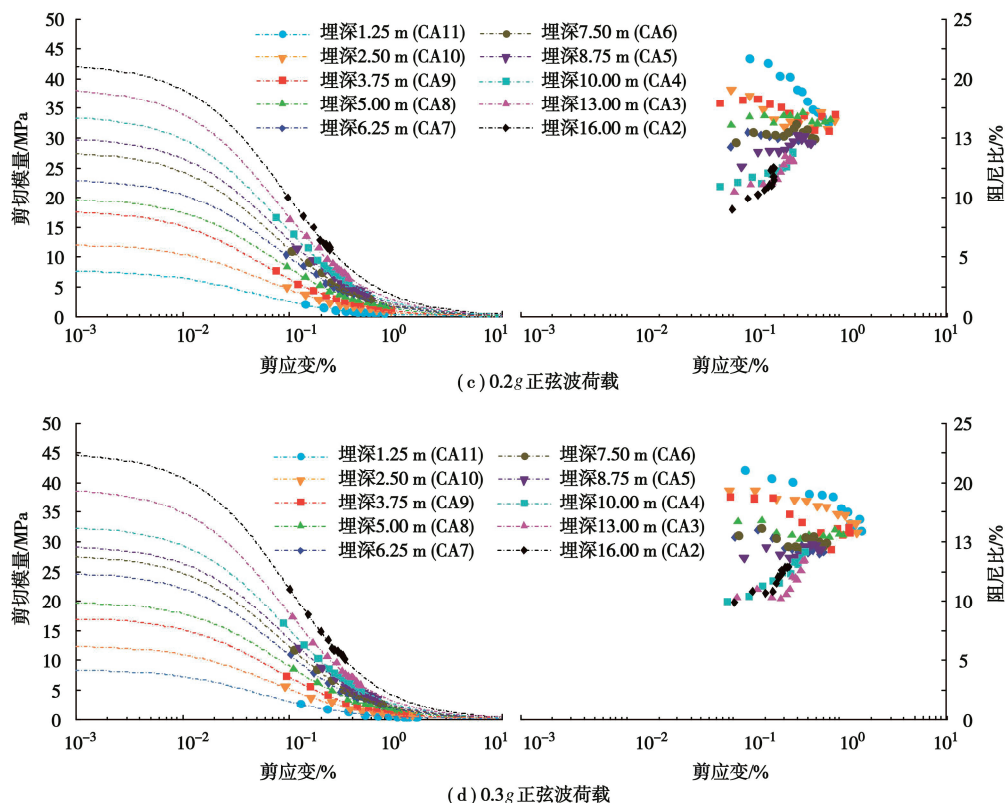 50 45 40 35 30 25 20 15 10 5 0
剪切模量/MPa
埋深1.25 m (CA11) 埋深7.50 m (CA6)
埋深2.50 m (CA10) 埋深8.75 m (CA5)
埋深3.75 m (CA9) 埋深10.00 m (CA4)
埋深5.00 m (CA8) 埋深13.00 m (CA3)
埋深6.25 m (CA7) 埋深16.00 m (CA2)
25 20 13 10 5 0
阻尼比/%
10⁻³ 10⁻² 10⁻¹ 10⁰ 10¹ 10⁻³ 10⁻² 10⁻¹ 10⁰ 10¹
剪应变/% 剪应变/%
(c) 0.2g 正弦波荷载
50 45 40 35 30 25 20 15 10 5 0
剪切模量/MPa
埋深1.25 m (CA11) 埋深7.50 m (CA6)
埋深2.50 m (CA10) 埋深8.75 m (CA5)
埋深3.75 m (CA9) 埋深10.00 m (CA4)
埋深5.00 m (CA8) 埋深13.00 m (CA3)
埋深6.25 m (CA7) 埋深16.00 m (CA2)
25 20 13 10 5 0
阻尼比/%
10⁻³ 10⁻² 10⁻¹ 10⁰ 10¹ 10⁻³ 10⁻² 10⁻¹ 10⁰ 10¹
剪应变/% 剪应变/%
(d) 0.3g 正弦波荷载